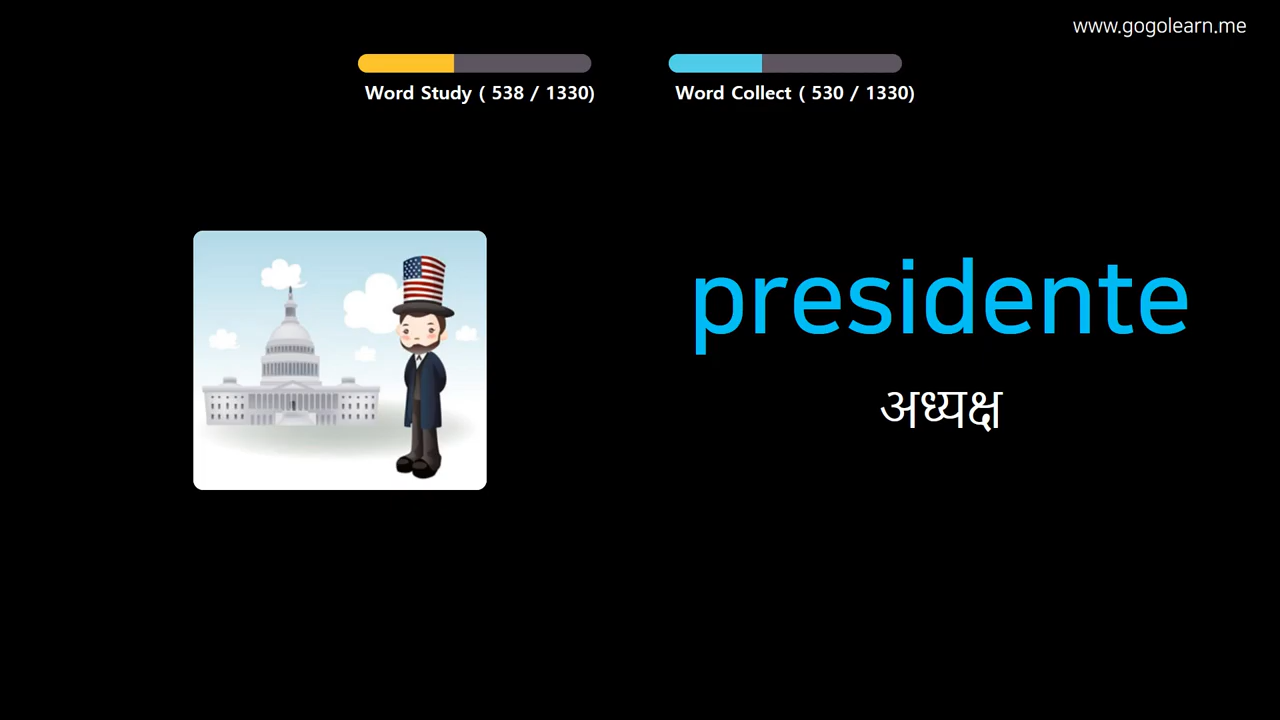 www.gogolearn.me
Word Study ( 538 / 1330)
Word Collect ( 530 / 1330)
presidente
अध्यक्ष